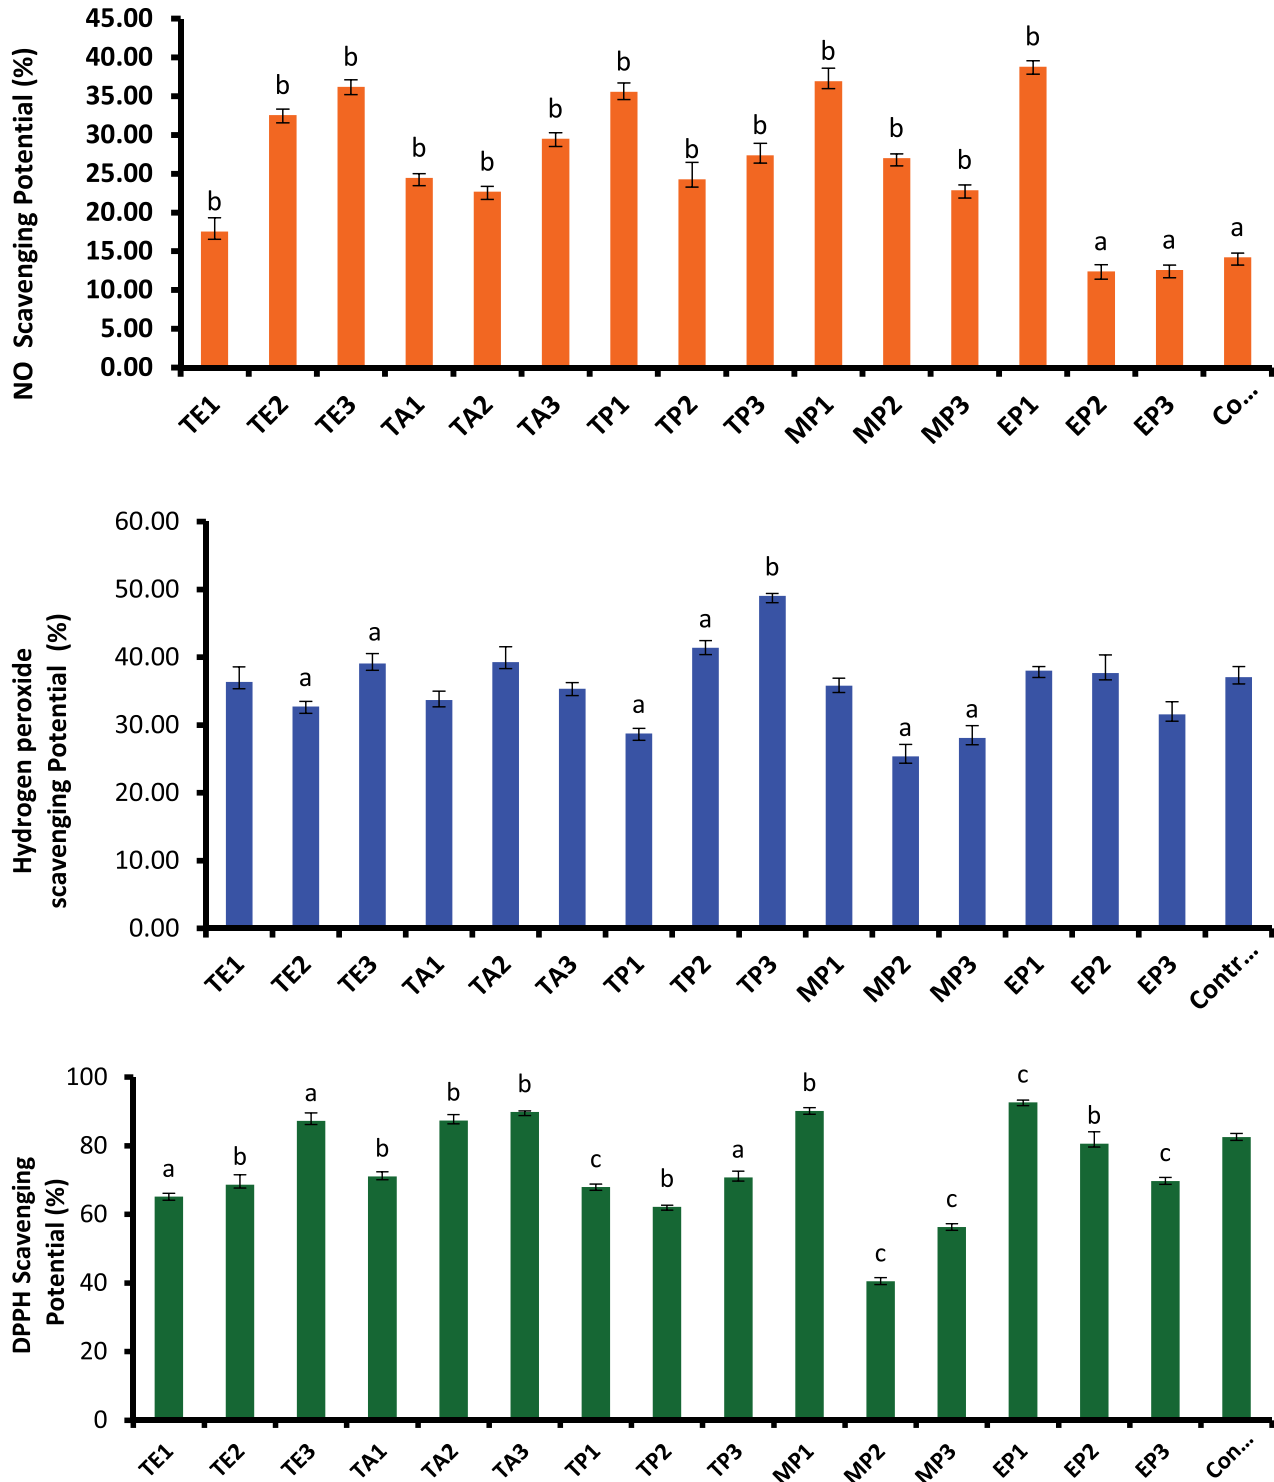 NO Scavenging Potential (%)
45.00
40.00
35.00
30.00
25.00
20.00
15.00
10.00
5.00
0.00
b b b b b b b b b b b b b a a a
TE1 TE2 TE3 TA1 TA2 TA3 TP1 TP2 TP3 MP1 MP2 MP3 EP1 EP2 EP3 Co...
Hydrogen peroxide
scavenging Potential (%)
60.00
50.00
40.00
30.00
20.00
10.00
0.00
a a a a b a a
TE1 TE2 TE3 TA1 TA2 TA3 TP1 TP2 TP3 MP1 MP2 MP3 EP1 EP2 EP3 Contr...
DPPH Scavenging
Potential (%)
100
80
60
40
20
0
a b a b b b c b a b c c c b c
TE1 TE2 TE3 TA1 TA2 TA3 TP1 TP2 TP3 MP1 MP2 MP3 EP1 EP2 EP3 Con...